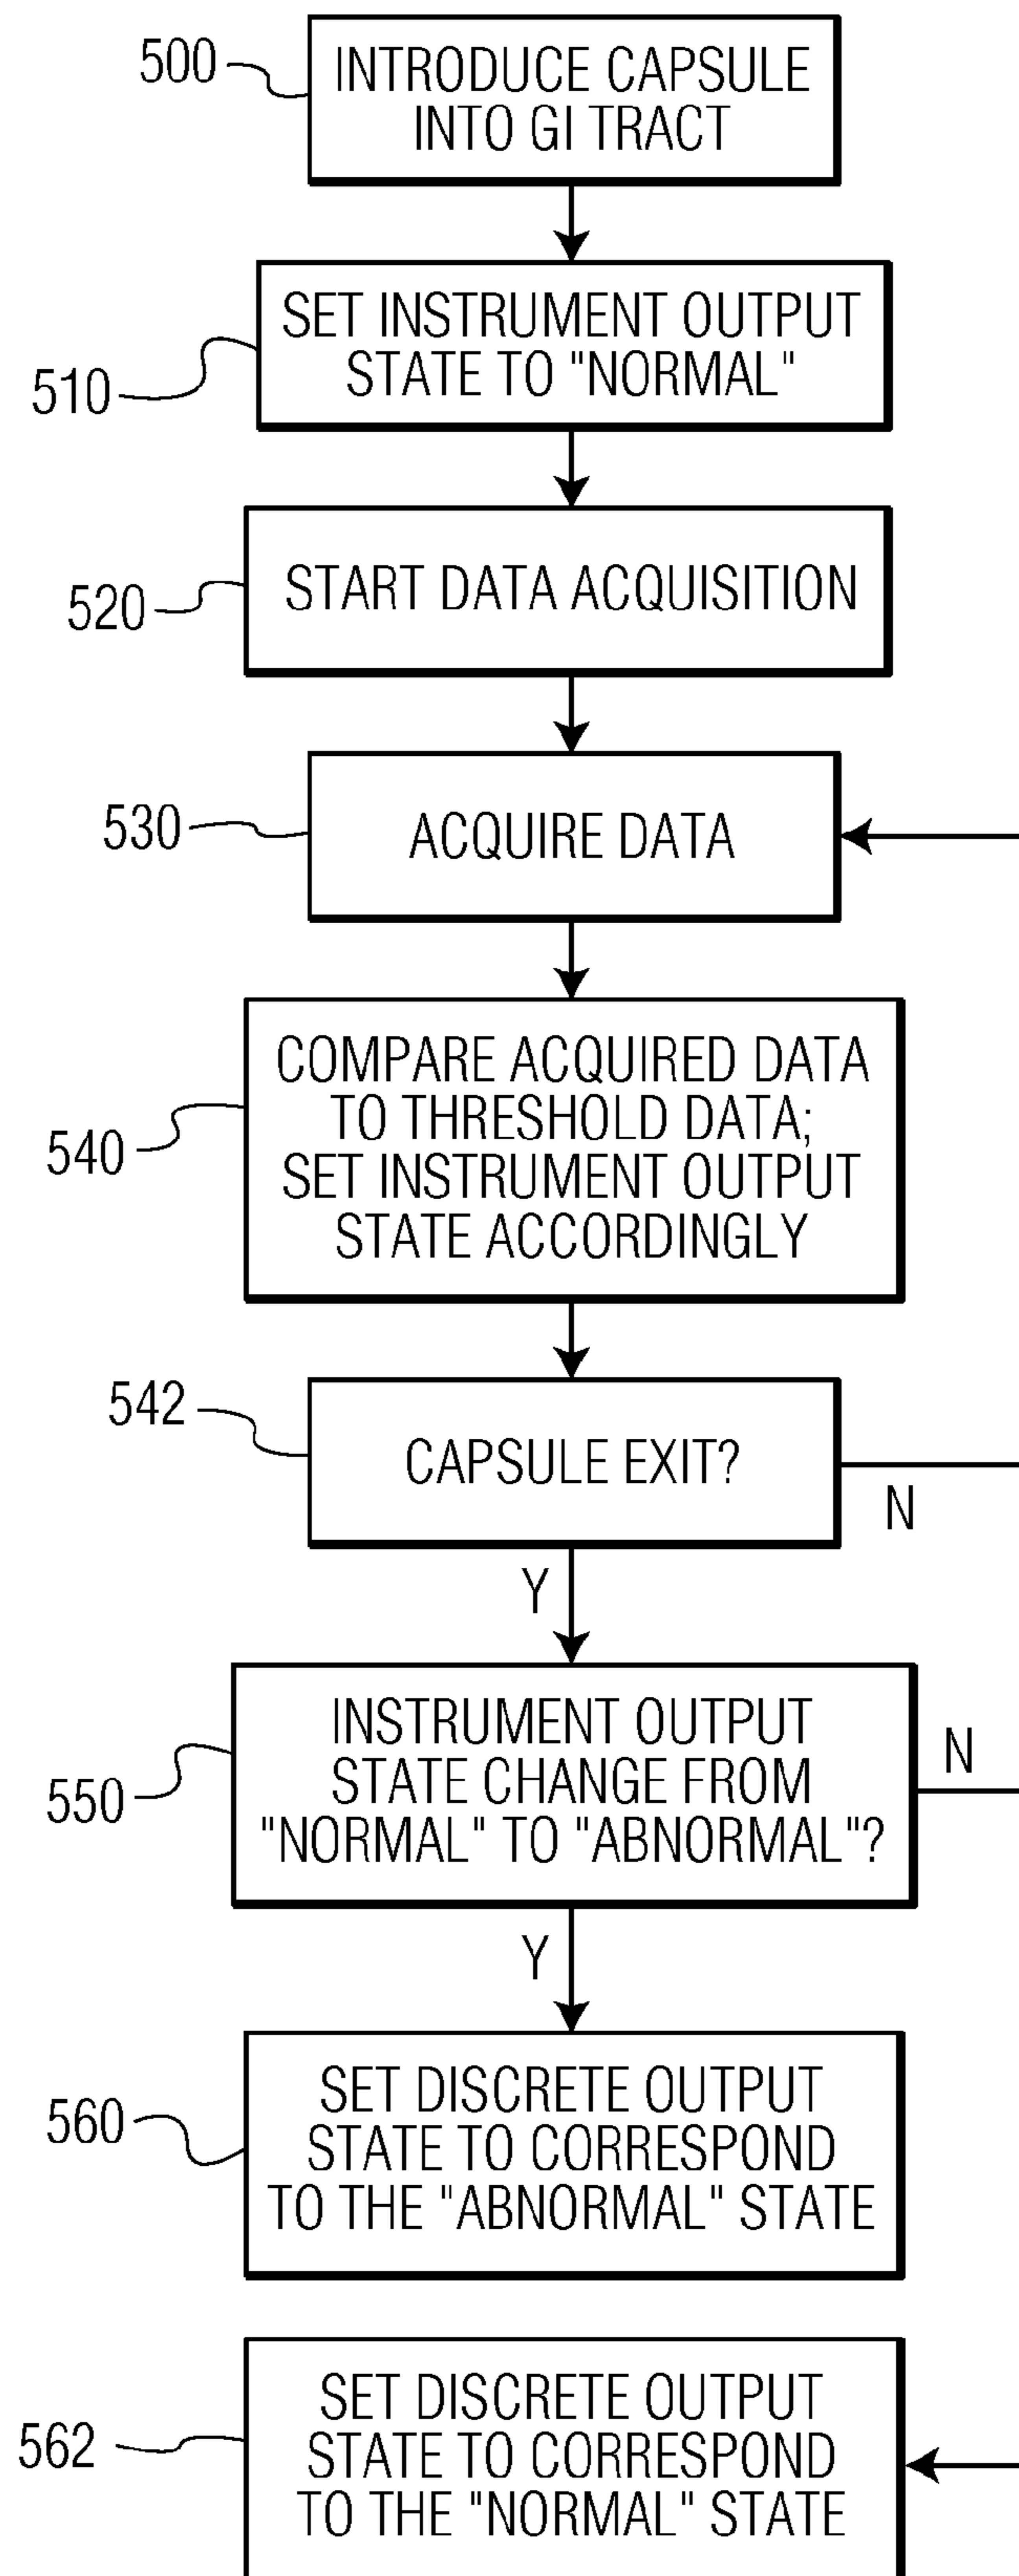 500
INTRODUCE CAPSULE
INTO GI TRACT
510
SET INSTRUMENT OUTPUT
STATE TO "NORMAL"
520
START DATA ACQUISITION
530
ACQUIRE DATA
540
COMPARE ACQUIRED DATA
TO THRESHOLD DATA;
SET INSTRUMENT OUTPUT
STATE ACCORDINGLY
542
CAPSULE EXIT?
N
Y
550
INSTRUMENT OUTPUT
STATE CHANGE FROM
"NORMAL" TO "ABNORMAL"?
N
Y
560
SET DISCRETE OUTPUT
STATE TO CORRESPOND
TO THE "ABNORMAL" STATE
562
SET DISCRETE OUTPUT
STATE TO CORRESPOND
TO THE "NORMAL" STATE